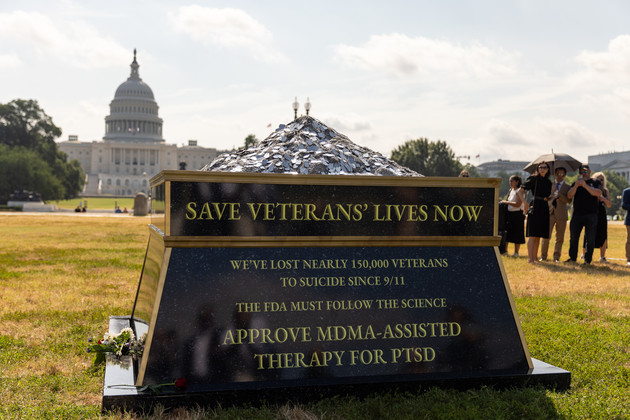 SAVE VETERANS' LIVES NOW
WE'VE LOST NEARLY 150,000 VETERANS
TO SUICIDE SINCE 9/11
THE FDA MUST FOLLOW THE SCIENCE
APPROVE MDMA-ASSISTED
THERAPY FOR PTSD